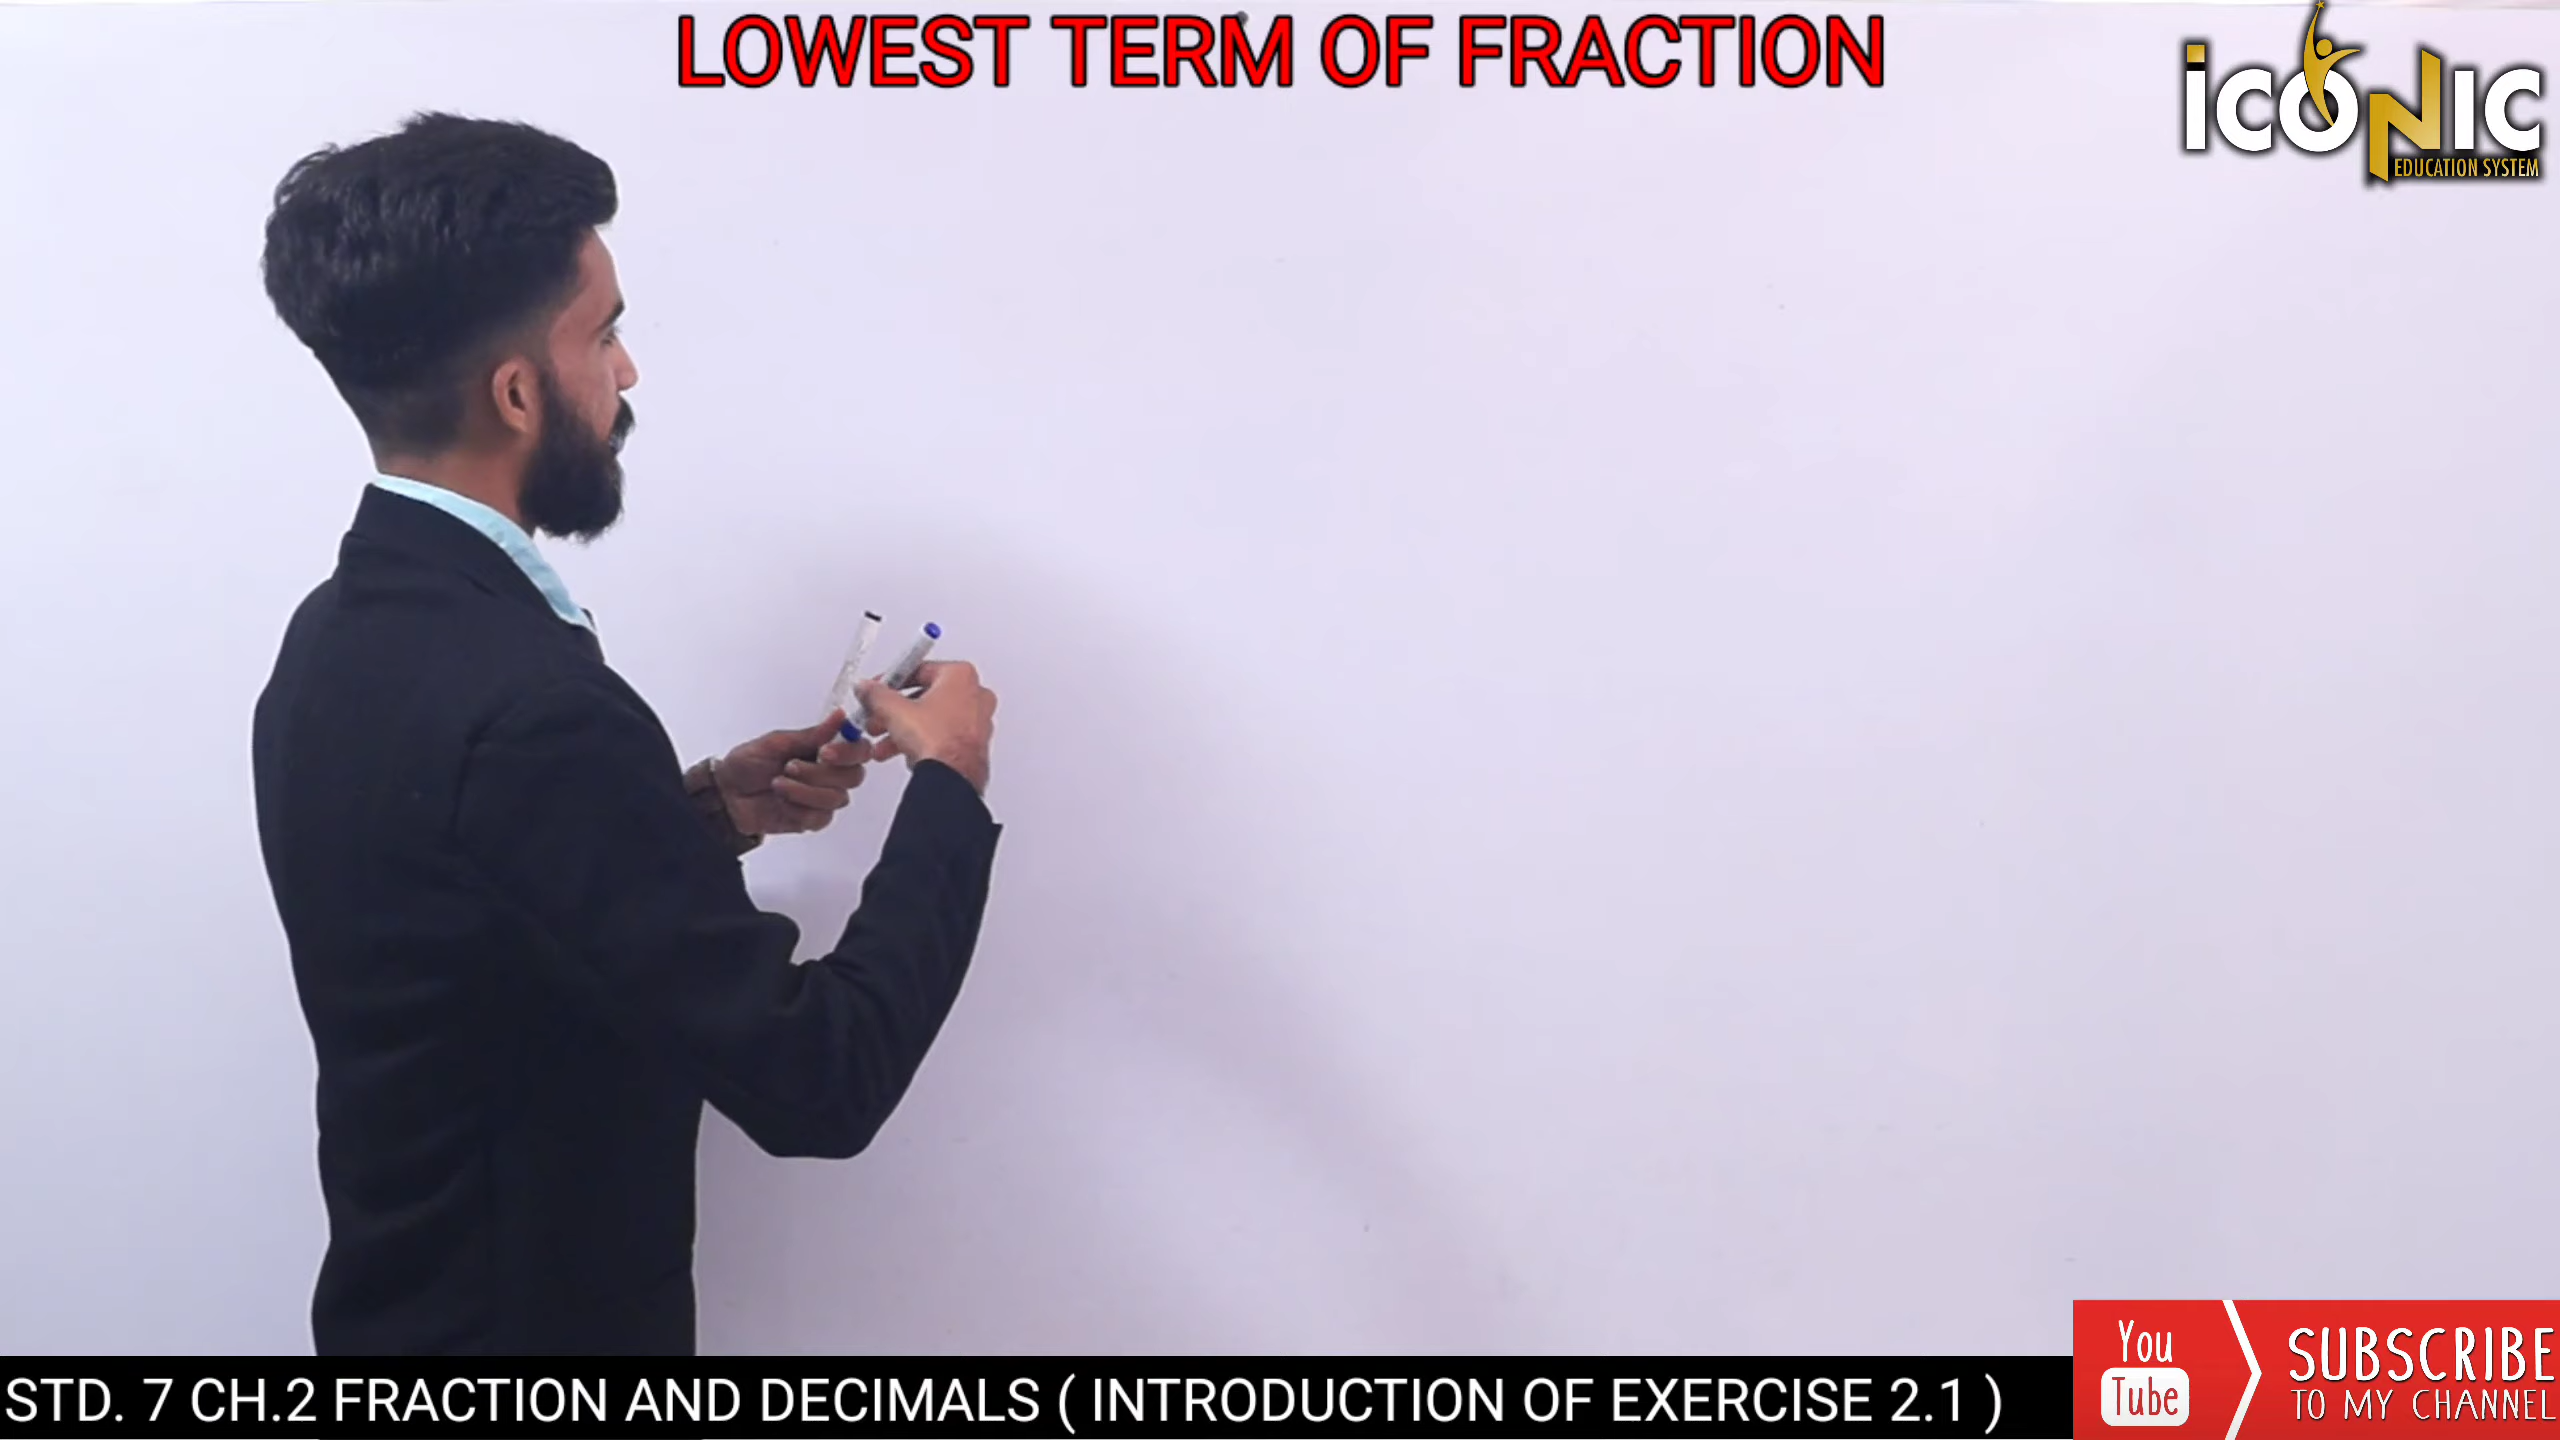 LOWEST TERM OF FRACTION
iCONIC
EDUCATION SYSTEM
STD. 7 CH.2 FRACTION AND DECIMALS ( INTRODUCTION OF EXERCISE 2.1 )
You
Tube
SUBSCRIBE
TO MY CHANNEL